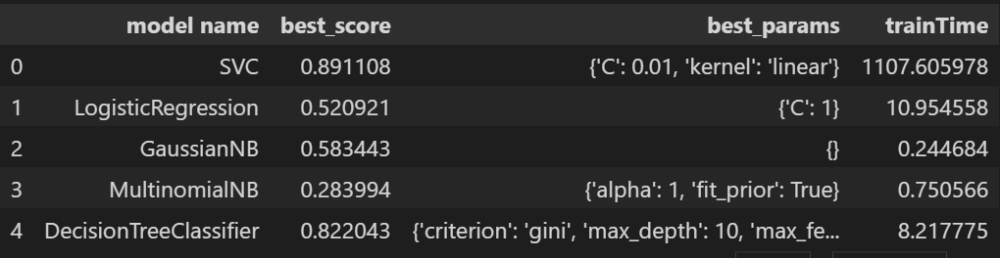 model name best_score best_params trainTime
0 SVC 0.891108 {'C': 0.01, 'kernel': 'linear'} 1107.605978
1 LogisticRegression 0.520921 {'C': 1} 10.954558
2 GaussianNB 0.583443 {} 0.244684
3 MultinomialNB 0.283994 {'alpha': 1, 'fit_prior': True} 0.750566
4 DecisionTreeClassifier 0.822043 {'criterion': 'gini', 'max_depth': 10, 'max_fe... 8.217775